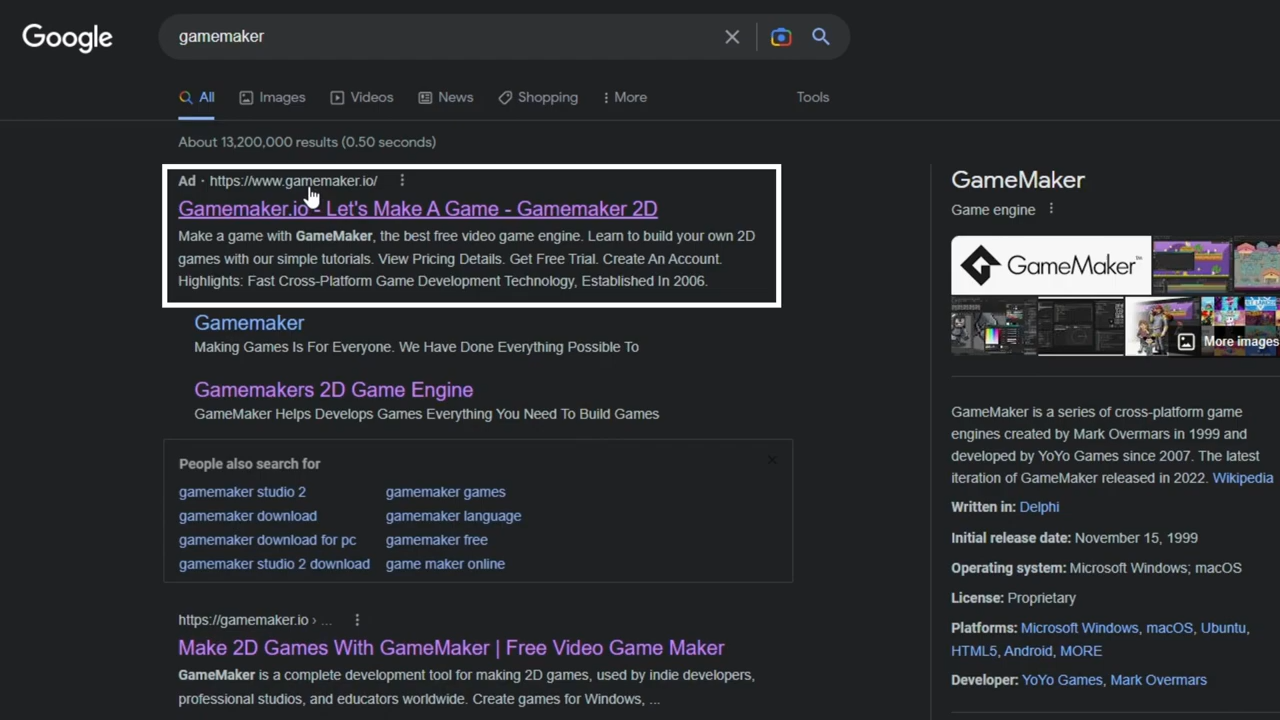 Google
gamemaker
All Images Videos News Shopping More Tools
About 13,200,000 results (0.50 seconds)
Ad · https://www.gamemaker.io/
Gamemaker.io - Let's Make A Game - Gamemaker 2D
Make a game with GameMaker, the best free video game engine. Learn to build your own 2D
games with our simple tutorials. View Pricing Details. Get Free Trial. Create An Account.
Highlights: Fast Cross-Platform Game Development Technology, Established In 2006.
Gamemaker
Making Games Is For Everyone. We Have Done Everything Possible To
Gamemakers 2D Game Engine
GameMaker Helps Develops Games Everything You Need To Build Games
People also search for
gamemaker studio 2 gamemaker games
gamemaker download gamemaker language
gamemaker download for pc gamemaker free
gamemaker studio 2 download game maker online
https://gamemaker.io › ...
Make 2D Games With GameMaker | Free Video Game Maker
GameMaker is a complete development tool for making 2D games, used by indie developers,
professional studios, and educators worldwide. Create games for Windows, ...
GameMaker
Game engine
GameMaker™
More images
GameMaker is a series of cross-platform game
engines created by Mark Overmars in 1999 and
developed by YoYo Games since 2007. The latest
iteration of GameMaker released in 2022. Wikipedia
Written in: Delphi
Initial release date: November 15, 1999
Operating system: Microsoft Windows; macOS
License: Proprietary
Platforms: Microsoft Windows, macOS, Ubuntu,
HTML5, Android, MORE
Developer: YoYo Games, Mark Overmars